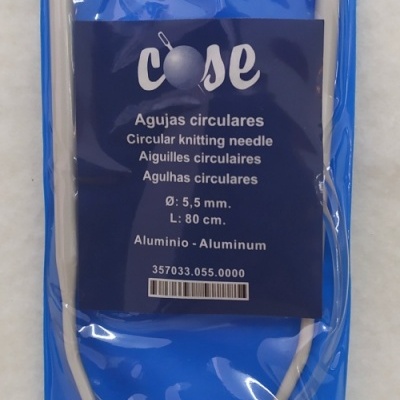 cose
Agujas circulares
Circular knitting needle
Aiguilles circulaires
Agulhas circulares
Ø: 5,5 mm.
L: 80 cm.
Aluminio - Aluminum
357033.055.0000